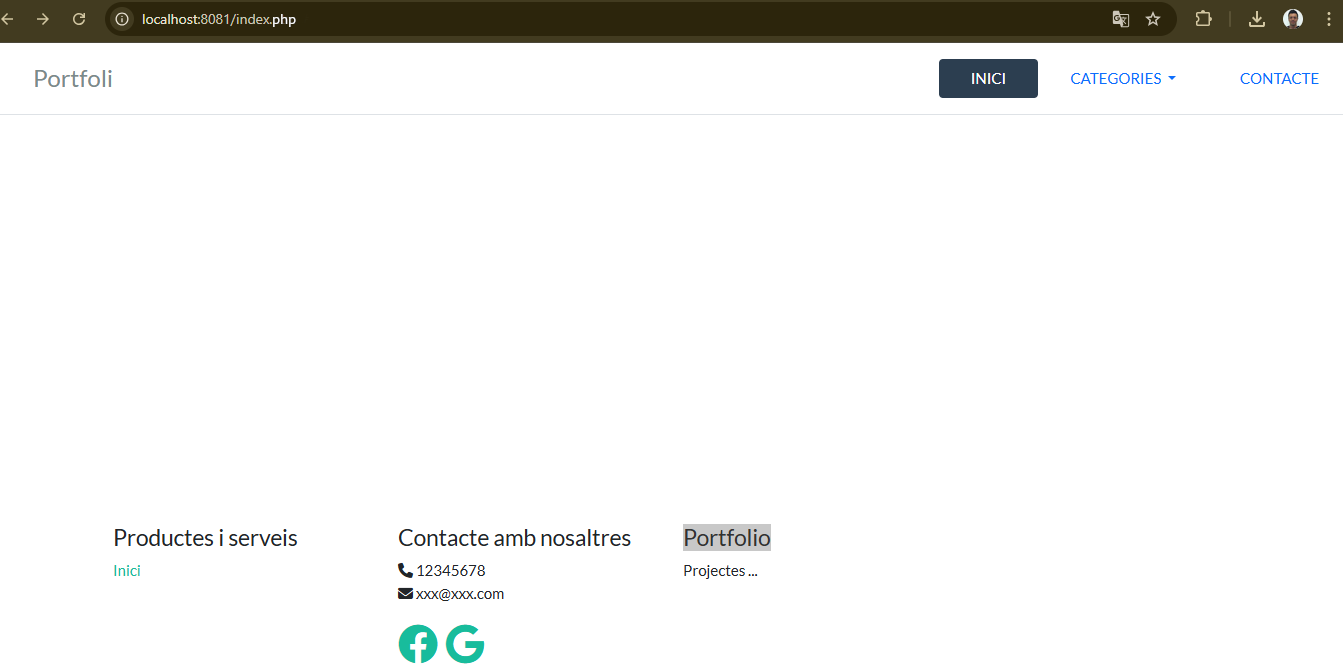 localhost:8081/index.php
Portfoli
INICI
CATEGORIES
CONTACTE
Productes i serveis
Inici
Contacte amb nosaltres
12345678
xxx@xxx.com
Portfolio
Projectes ...